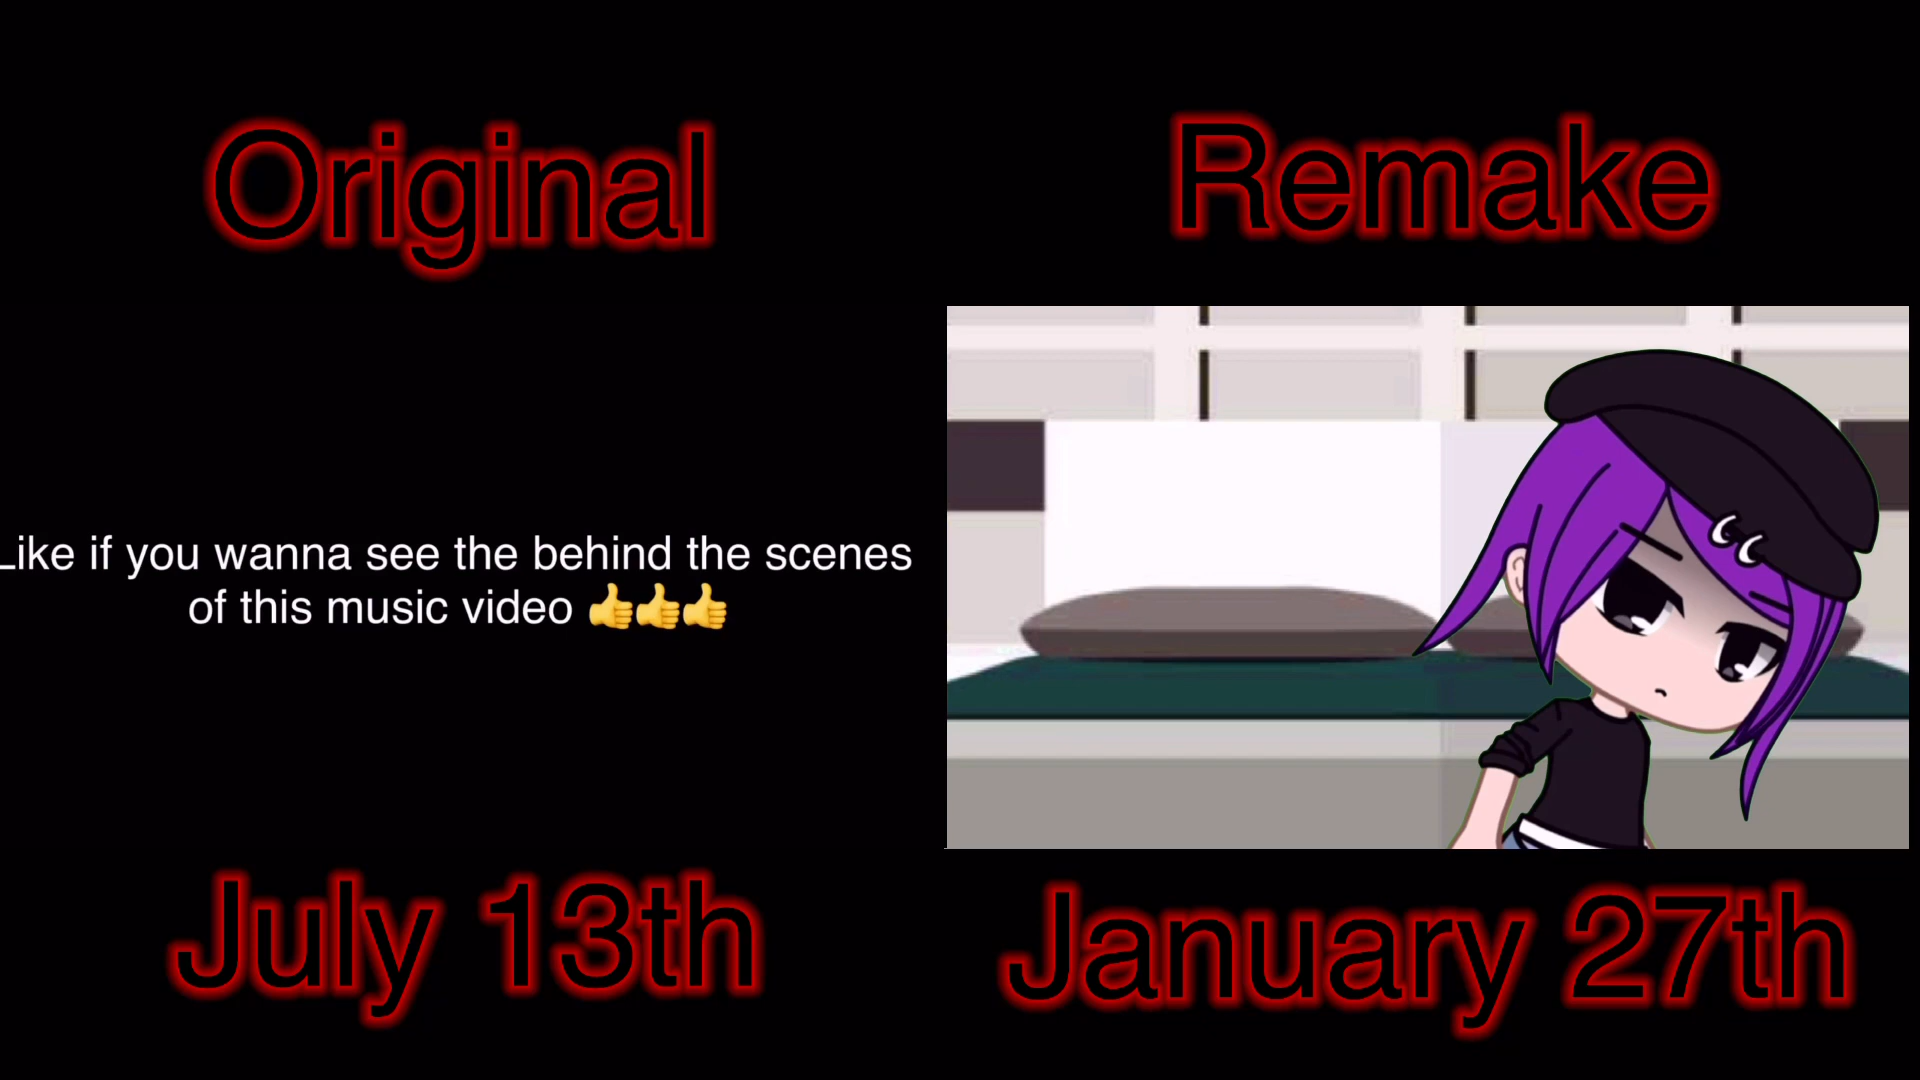 Original
Remake
Like if you wanna see the behind the scenes
of this music video 👍👍👍
July 13th
January 27th